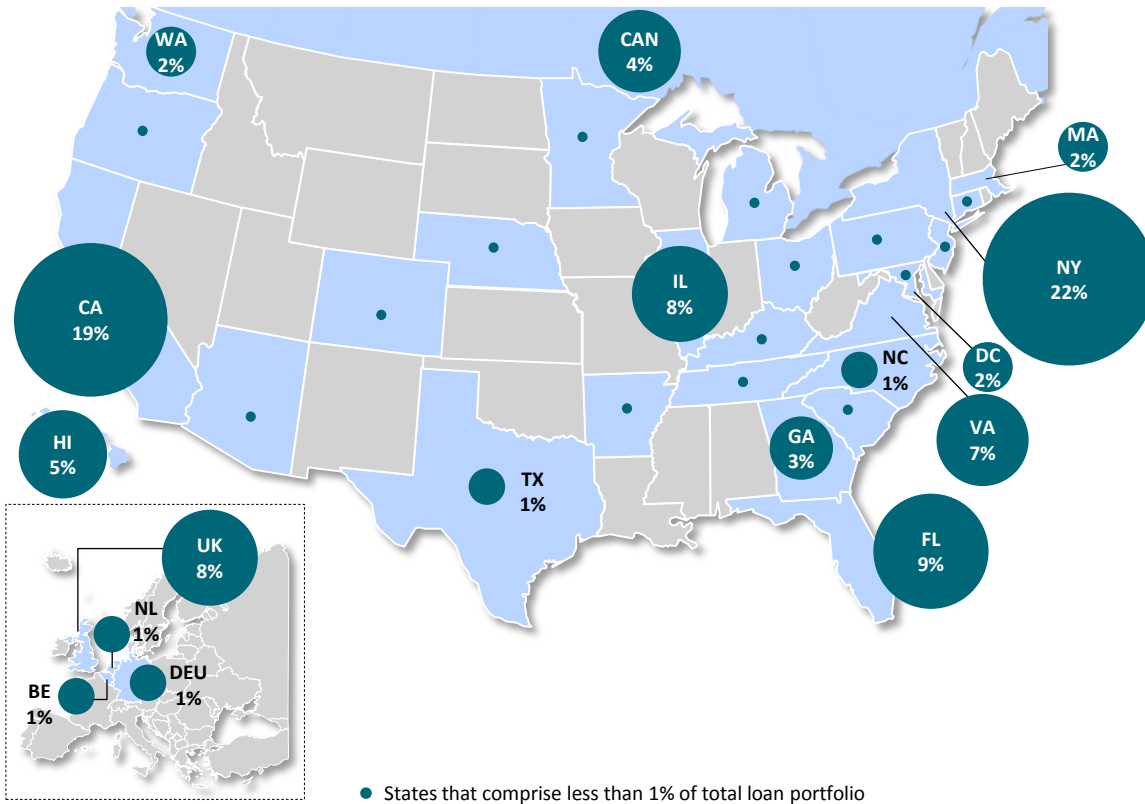 WA
2%
CAN
4%
MA
2%
NY
22%
CA
19%
IL
8%
NC
1%
DC
2%
HI
5%
GA
3%
VA
7%
TX
1%
FL
9%
UK
8%
NL
1%
DEU
1%
BE
1%
States that comprise less than 1% of total loan portfolio